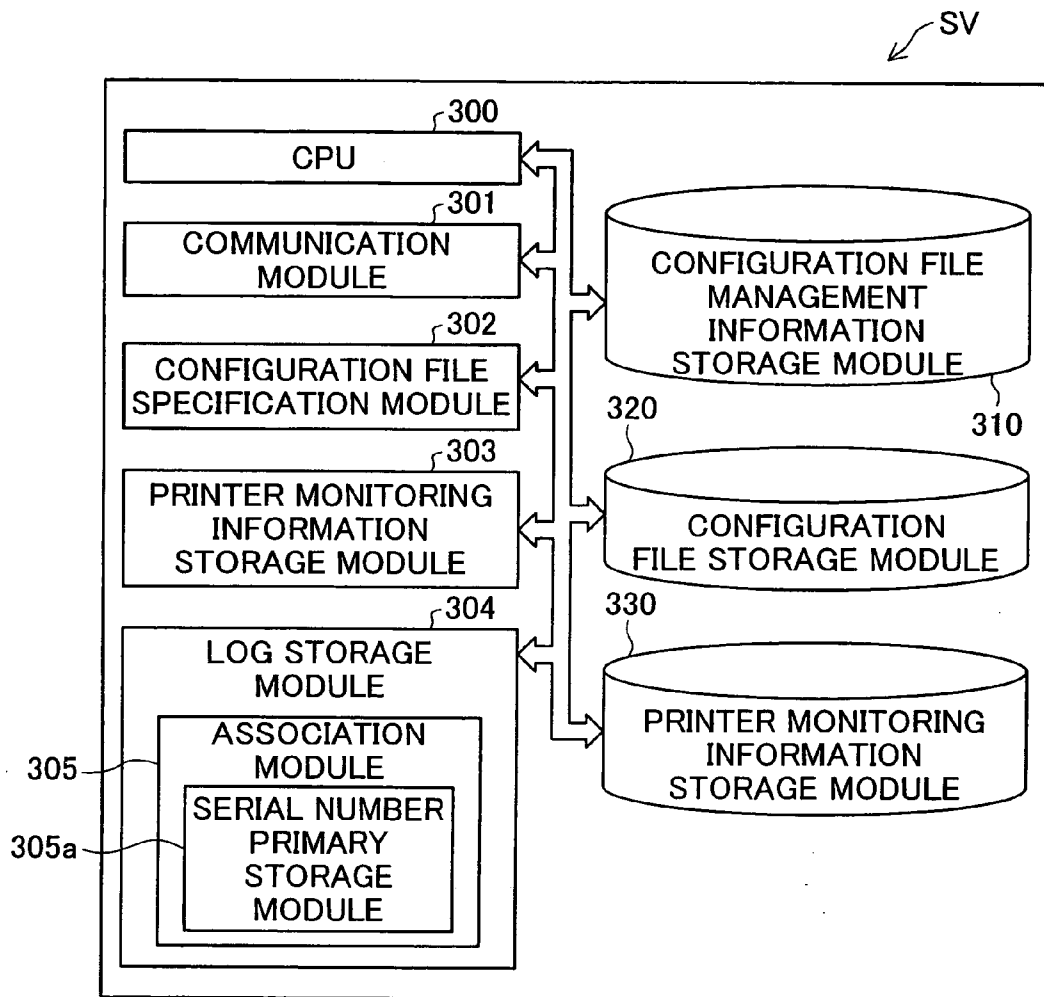 SV
300
CPU
301
COMMUNICATION
MODULE
302
CONFIGURATION FILE
SPECIFICATION MODULE
303
PRINTER MONITORING
INFORMATION
STORAGE MODULE
304
LOG STORAGE
MODULE
305
ASSOCIATION
MODULE
305a
SERIAL NUMBER
PRIMARY
STORAGE
MODULE
CONFIGURATION FILE
MANAGEMENT
INFORMATION
STORAGE MODULE
310
320
CONFIGURATION
FILE STORAGE MODULE
330
PRINTER MONITORING
INFORMATION
STORAGE MODULE